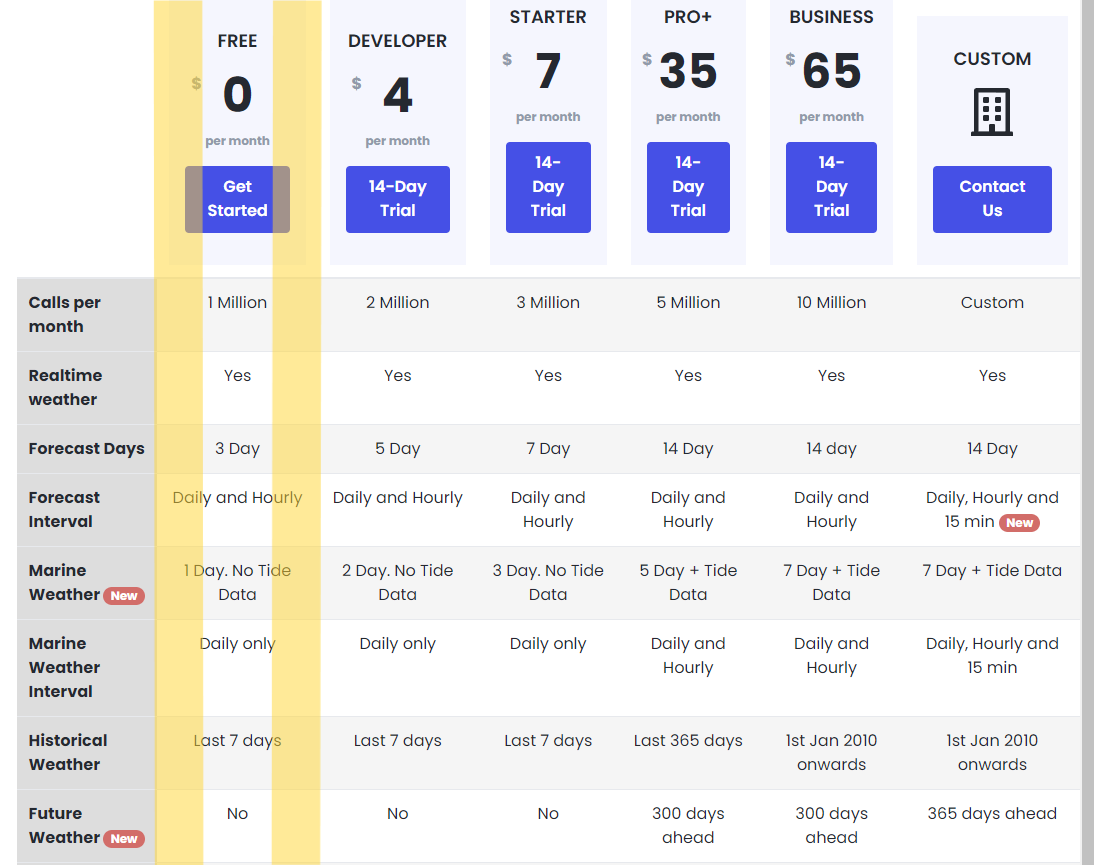 FREE
$ 0
per month
Get
Started
DEVELOPER
$ 4
per month
14-Day
Trial
STARTER
$ 7
per month
14-
Day
Trial
PRO+
$ 35
per month
14-
Day
Trial
BUSINESS
$ 65
per month
14-
Day
Trial
CUSTOM
Contact
Us
Calls per
month
1 Million
2 Million
3 Million
5 Million
10 Million
Custom
Realtime
weather
Yes
Yes
Yes
Yes
Yes
Yes
Forecast Days
3 Day
5 Day
7 Day
14 Day
14 day
14 Day
Forecast
Interval
Daily and Hourly
Daily and Hourly
Daily and
Hourly
Daily and
Hourly
Daily and
Hourly
Daily, Hourly and
15 min New
Marine
Weather New
1 Day. No Tide
Data
2 Day. No Tide
Data
3 Day. No Tide
Data
5 Day + Tide
Data
7 Day + Tide
Data
7 Day + Tide Data
Marine
Weather
Interval
Daily only
Daily only
Daily only
Daily and
Hourly
Daily and
Hourly
Daily, Hourly and
15 min
Historical
Weather
Last 7 days
Last 7 days
Last 7 days
Last 365 days
1st Jan 2010
onwards
1st Jan 2010
onwards
Future
Weather New
No
No
No
300 days
ahead
300 days
ahead
365 days ahead